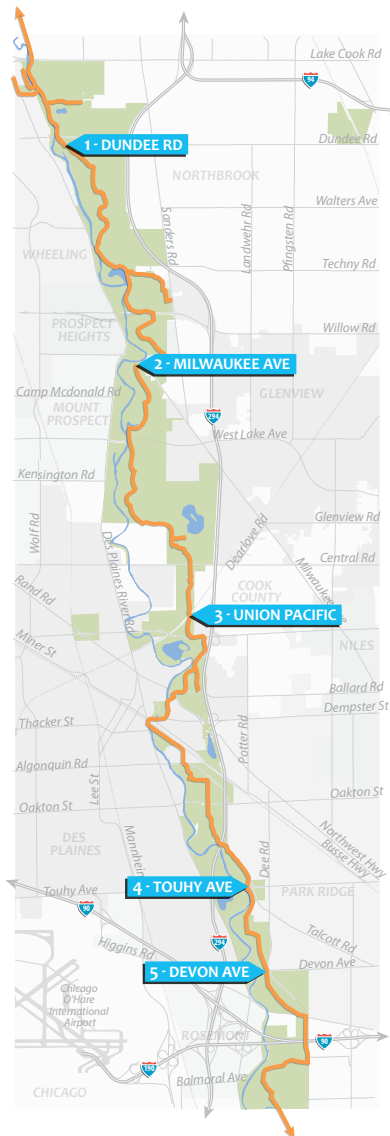 Lake Cook Rd
94
1 - DUNDEE RD
Dundee Rd
NORTHBROOK
Walters Ave
Sanders Rd
Landwehr Rd
Pfingsten Rd
WHEELING
Techny Rd
PROSPECT
HEIGHTS
Willow Rd
2 - MILWAUKEE AVE
Camp Mcdonald Rd
GLENVIEW
MOUNT
PROSPECT
294
West Lake Ave
Kensington Rd
Wolf Rd
Des Plaines River Rd
Dearlove Rd
Glenview Rd
Central Rd
Rand Rd
COOK
COUNTY
Milwaukee
3 - UNION PACIFIC
Miner St
NILES
Ballard Rd
Dempster St
Thacker St
Potter Rd
Algonquin Rd
Lee St
Oakton St
Oakton St
Northwest Hwy
Busse Hwy
DES
PLAINES
Mannheim
Dee Rd
4 - TOUHY AVE
PARK RIDGE
Touhy Ave
90
Talcott Rd
Higgins Rd
294
5 - DEVON AVE
Devon Ave
Chicago
O'Hare
International
Airport
ROSEMONT
90
190
Balmoral Ave
CHICAGO